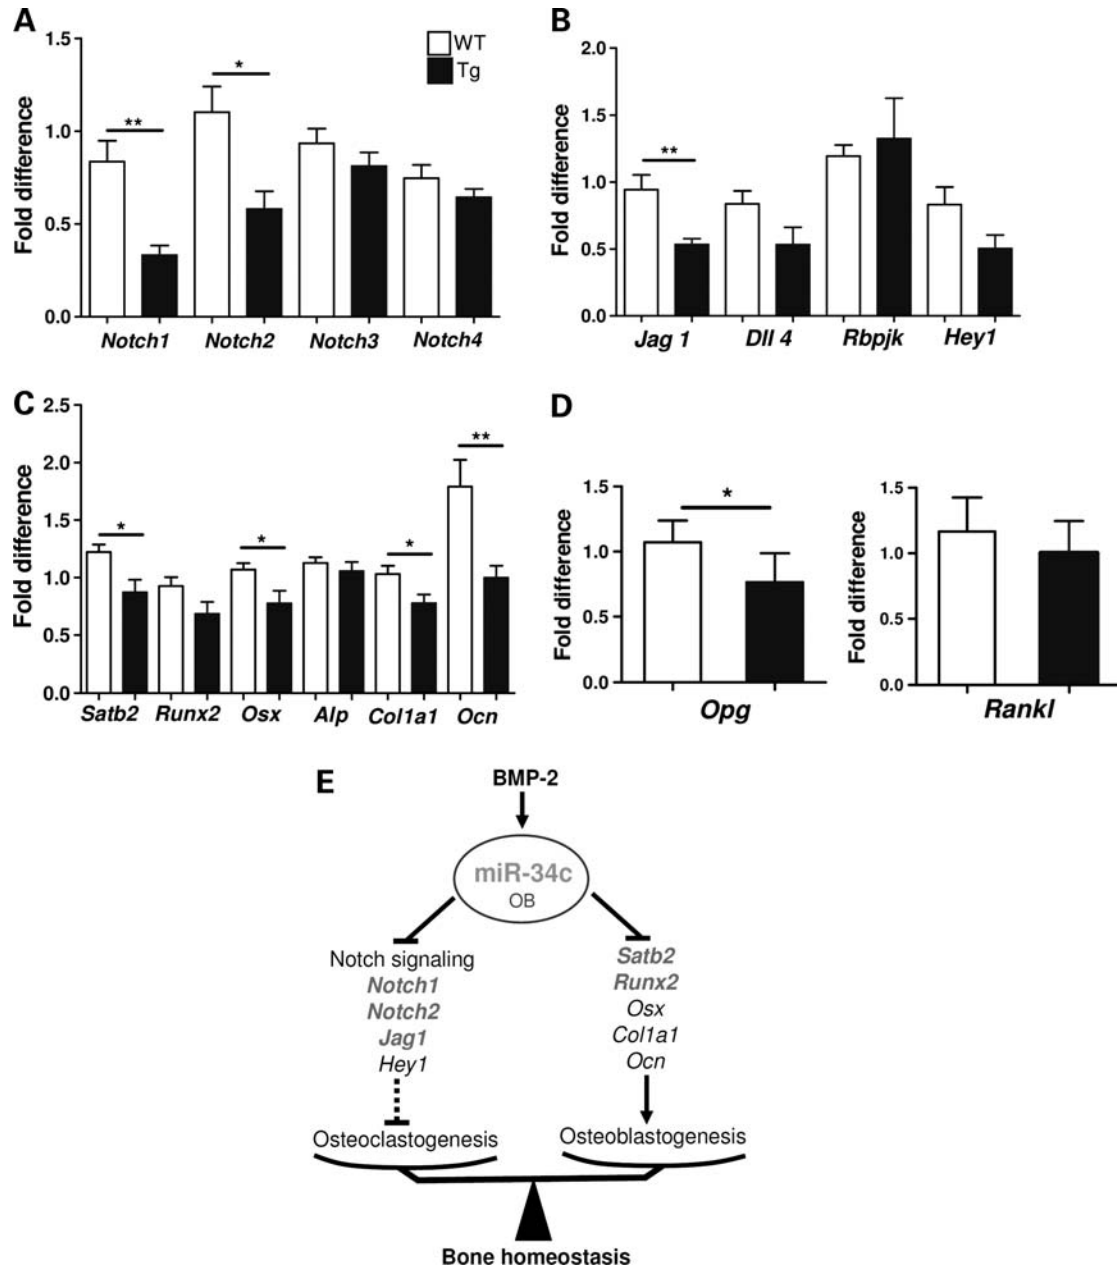 A
WT
Tg
Fold difference
1.5
1.0
0.5
0.0
**
*
Notch1 Notch2 Notch3 Notch4
B
Fold difference
2.0
1.5
1.0
0.5
0.0
**
Jag 1 Dll 4 Rbpjk Hey1
C
Fold difference
2.5
2.0
1.5
1.0
0.5
0.0
*
*
*
**
Satb2 Runx2 Osx Alp Col1a1 Ocn
D
Fold difference
1.5
1.0
0.5
0.0
*
Opg
Fold difference
1.5
1.0
0.5
0.0
Rankl
E
BMP-2
miR-34c
OB
Notch signaling
Notch1
Notch2
Jag1
Hey1
Osteoclastogenesis
Satb2
Runx2
Osx
Col1a1
Ocn
Osteoblastogenesis
Bone homeostasis